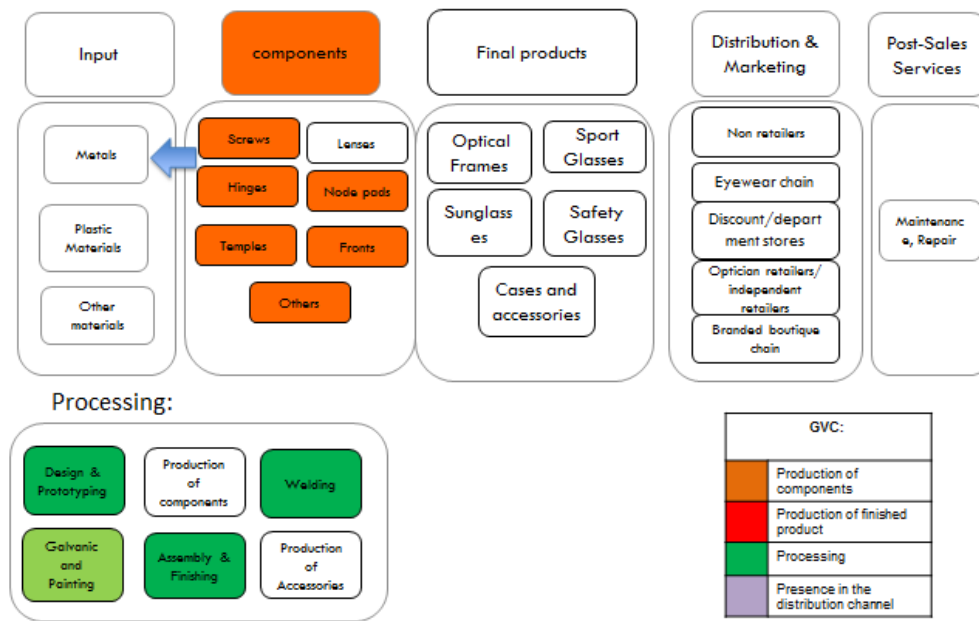 Input
components
Final products
Distribution &
Marketing
Post-Sales
Services
Metals
Plastic
Materials
Other
materials
Screws
Lenses
Hinges
Node pads
Temples
Fronts
Others
Optical
Frames
Sport
Glasses
Sunglass
es
Safety
Glasses
Cases and
accessories
Non retailers
Eyewear chain
Discount/depart
ment stores
Optician retailers/
independent
retailers
Branded boutique
chain
Maintenanc
e, Repair
Processing:
Design &
Prototyping
Production
of
components
Welding
Galvanic
and
Painting
Assembly &
Finishing
Production
of
Accessories
GVC:
Production of
components
Production of finished
product
Processing
Presence in the
distribution channel